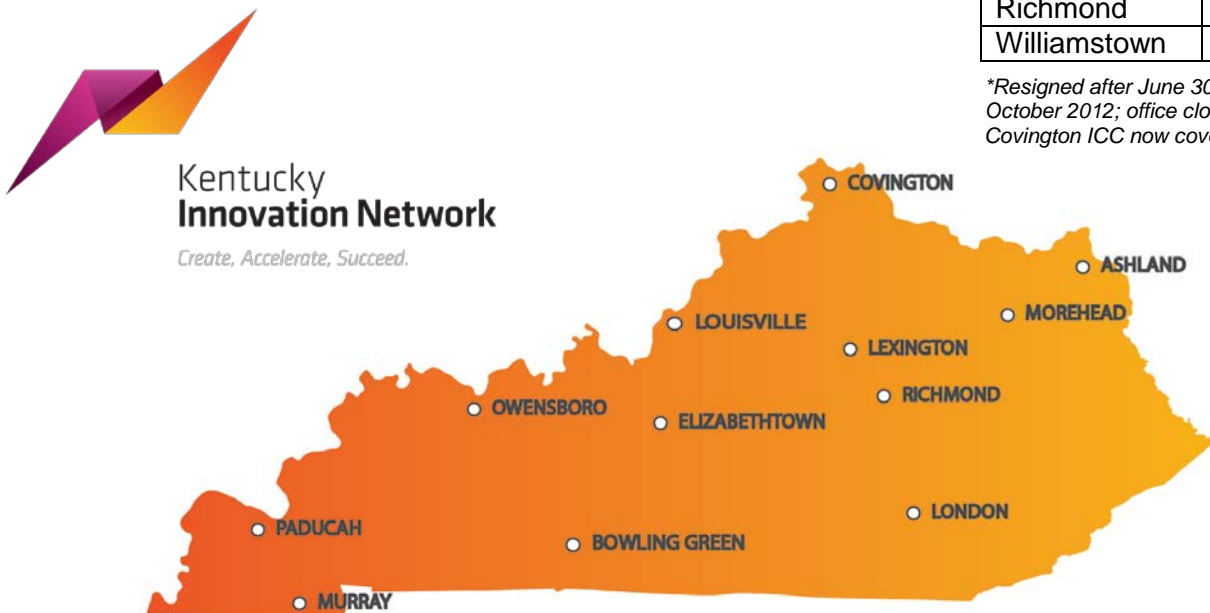 Richmond
Williamstown
*Resigned after June 30
October 2012; office clo
Covington ICC now cov
Kentucky
Innovation Network
Create, Accelerate, Succeed.
COVINGTON
ASHLAND
MOREHEAD
LOUISVILLE
LEXINGTON
RICHMOND
OWENSBORO
ELIZABETHTOWN
LONDON
PADUCAH
BOWLING GREEN
MURRAY